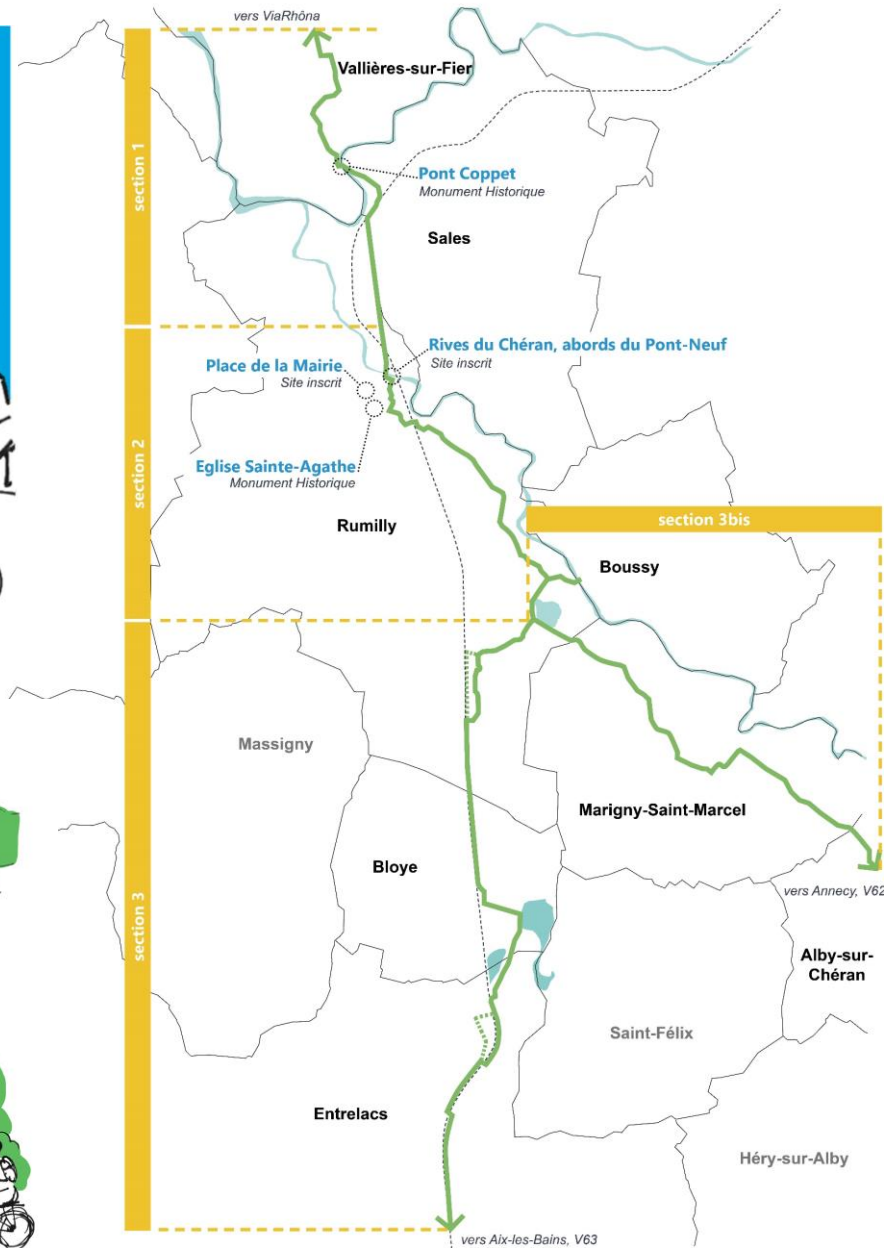 vers ViaRhôna
Vallières-sur-Fier
section 1
Pont Coppet
Monument Historique
Sales
Rives du Chéran, abords du Pont-Neuf
Site inscrit
Place de la Mairie
Site inscrit
section 2
Eglise Sainte-Agathe
Monument Historique
Rumilly
section 3bis
Boussy
Massigny
Marigny-Saint-Marcel
Bloye
section 3
vers Annecy, V62
Alby-sur-
Chéran
Saint-Félix
Entrelacs
Héry-sur-Alby
vers Aix-les-Bains, V63